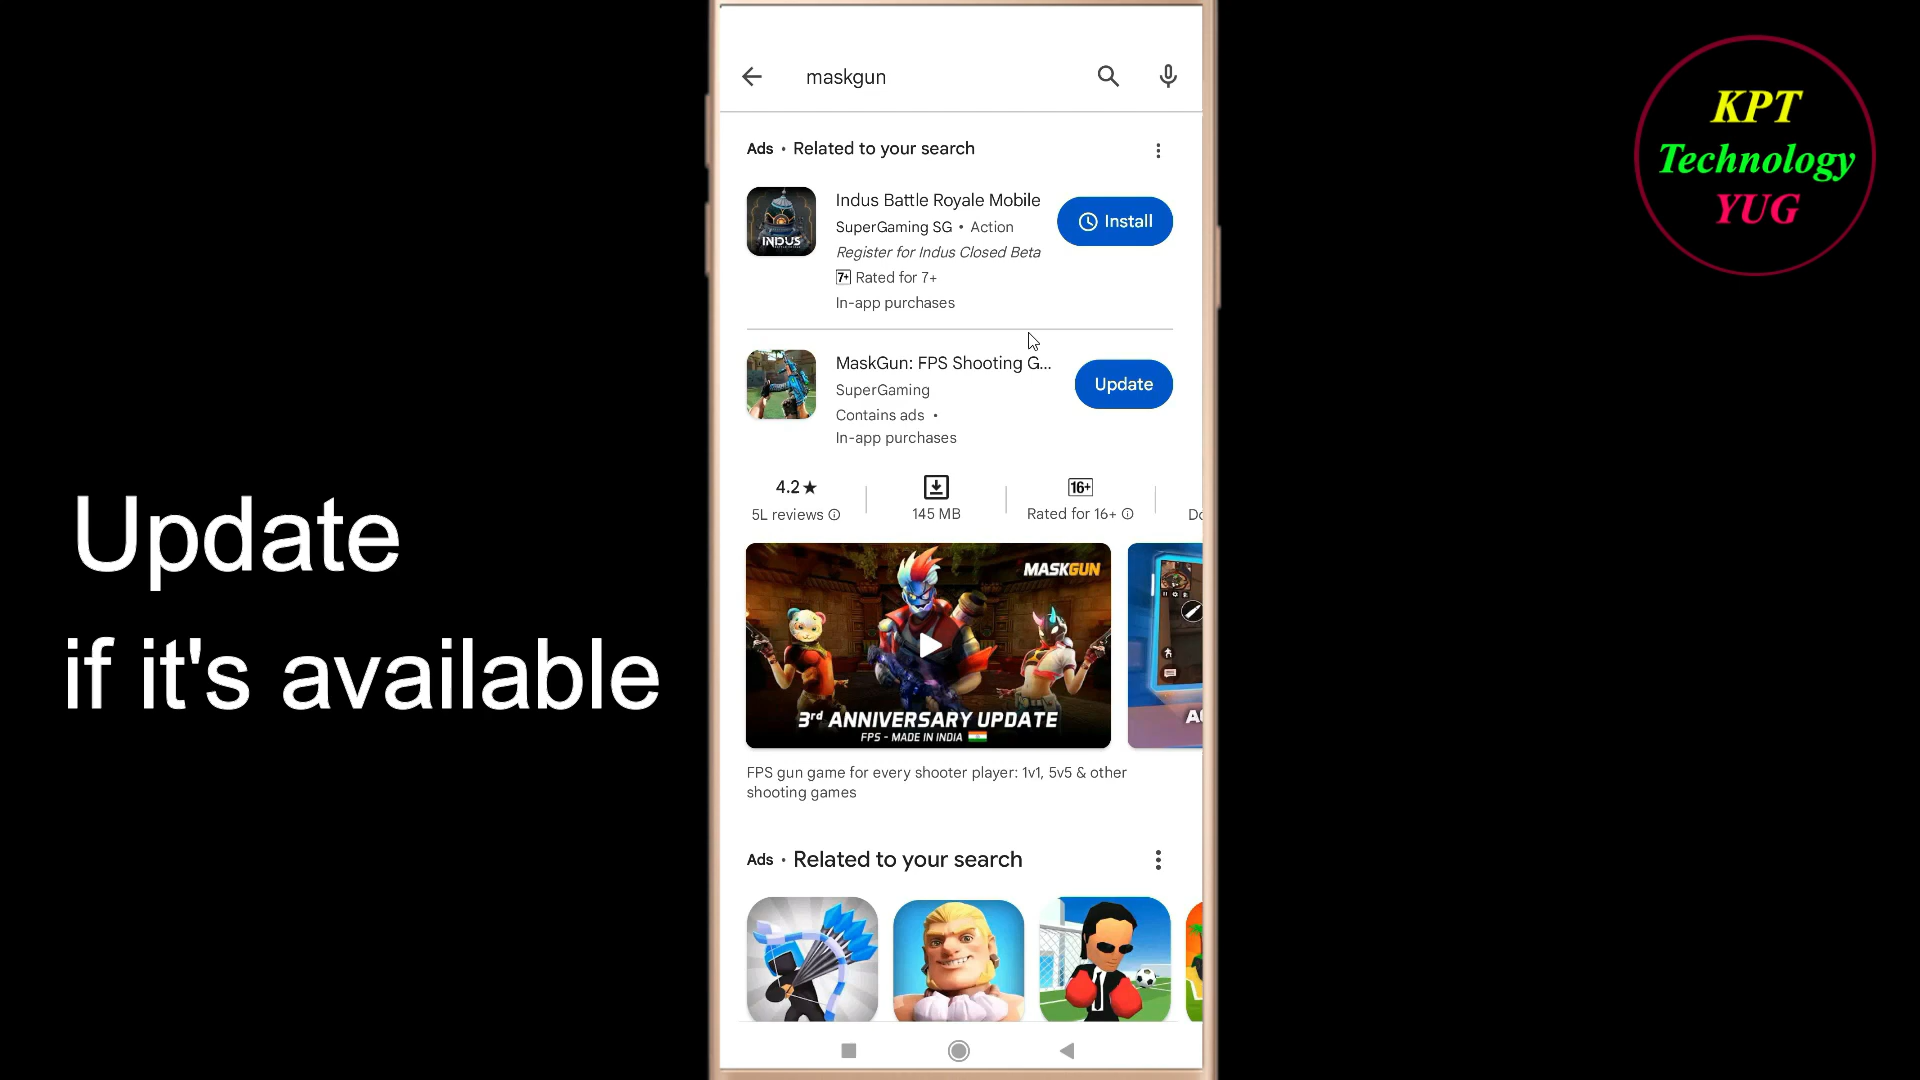 maskgun
Ads • Related to your search
INDUS
Indus Battle Royale Mobile
SuperGaming SG • Action
Register for Indus Closed Beta
7+ Rated for 7+
In-app purchases
Install
MaskGun: FPS Shooting G...
SuperGaming
Contains ads •
In-app purchases
Update
4.2★
5L reviews
145 MB
16+
Rated for 16+
MASKGUN
3rd ANNIVERSARY UPDATE
FPS - MADE IN INDIA
FPS gun game for every shooter player: 1v1, 5v5 & other
shooting games
Ads • Related to your search
Update
if it's available
KPT
Technology
YUG